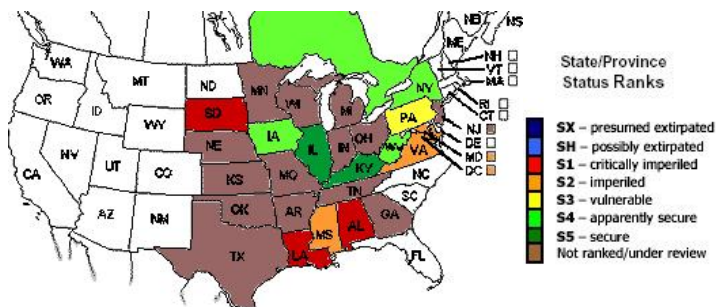 NB
NS
ME
WA
MT
ND
MN
NH
VT
MA
OR
ID
WY
SD
WI
MI
NY
RI
CT
NV
UT
CO
NE
IA
IL
IN
OH
PA
NJ
DE
MD
DC
CA
AZ
NM
KS
MO
KY
WV
VA
OK
AR
TN
NC
SC
TX
LA
MS
AL
GA
FL
State/Province
Status Ranks
SX – presumed extirpated
SH – possibly extirpated
S1 – critically imperiled
S2 – imperiled
S3 – vulnerable
S4 – apparently secure
S5 – secure
Not ranked/under review